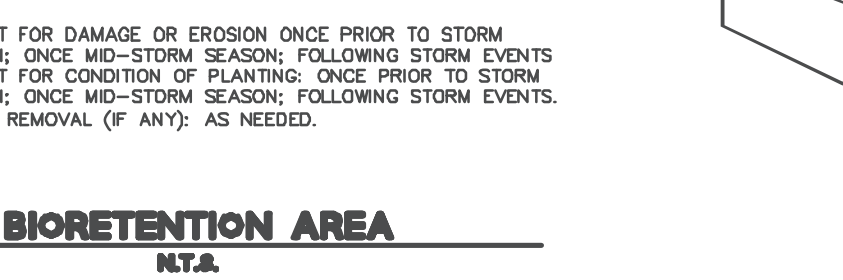 T FOR DAMAGE OR EROSION ONCE PRIOR TO STORM
; ONCE MID-STORM SEASON; FOLLOWING STORM EVENTS
T FOR CONDITION OF PLANTING: ONCE PRIOR TO STORM
; ONCE MID-STORM SEASON; FOLLOWING STORM EVENTS.
REMOVAL (IF ANY): AS NEEDED.
BIORETENTION AREA
N.T.S.